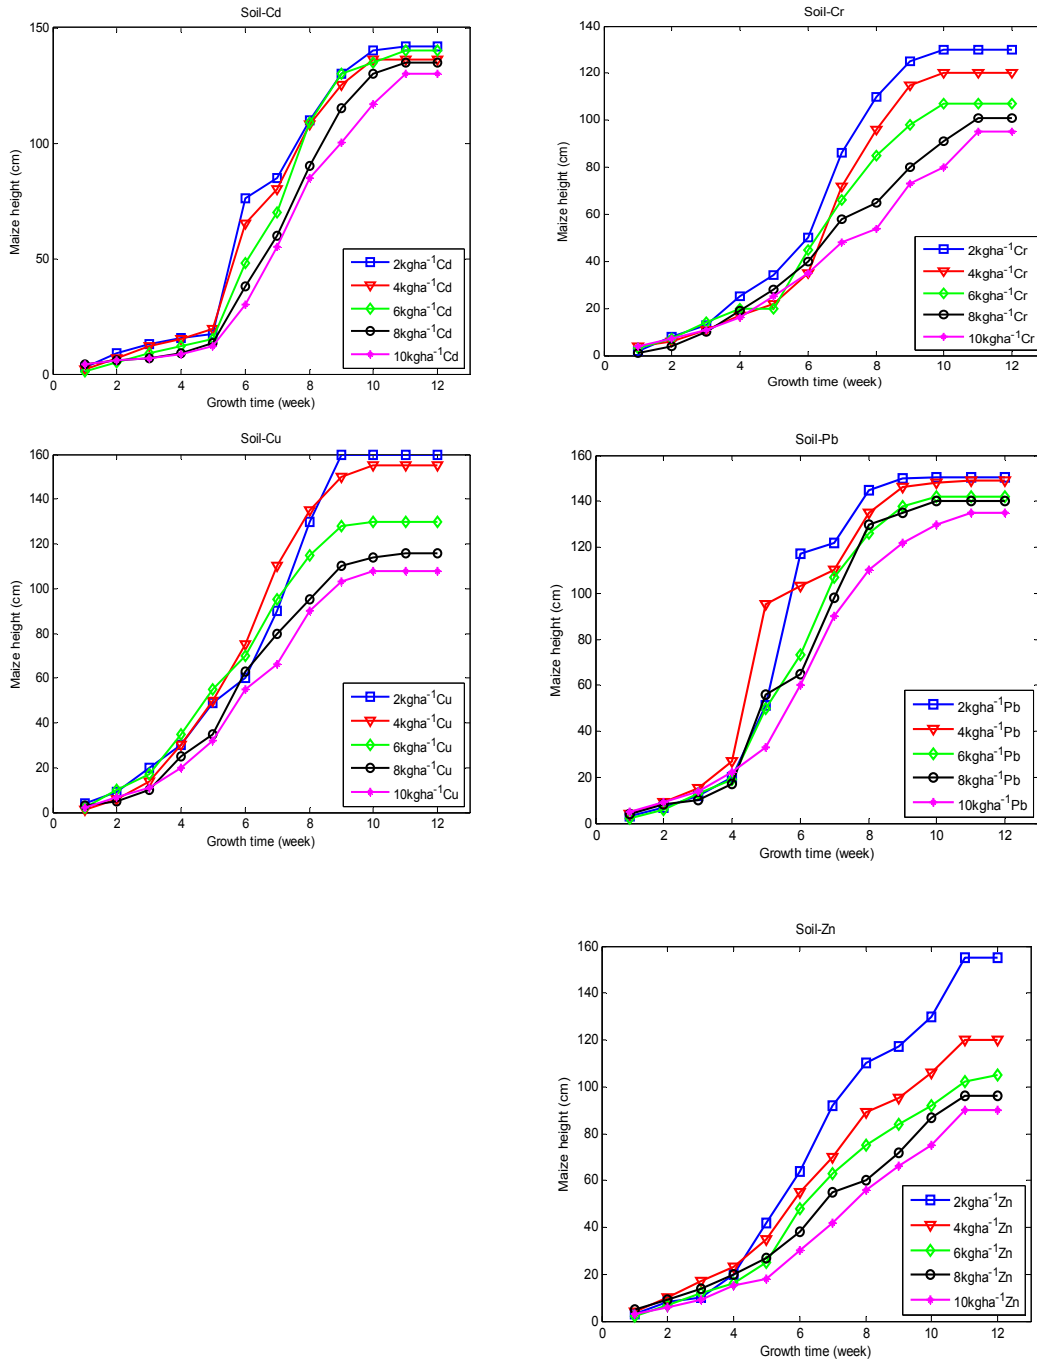 Soil-Cd
150
100
50
0
0
2
4
6
8
10
12
Maize height (cm)
Growth time (week)
2kgha⁻¹Cd
4kgha⁻¹Cd
6kgha⁻¹Cd
8kgha⁻¹Cd
10kgha⁻¹Cd
Soil-Cr
140
120
100
80
60
40
20
0
0
2
4
6
8
10
12
Maize height (cm)
Growth time (week)
2kgha⁻¹Cr
4kgha⁻¹Cr
6kgha⁻¹Cr
8kgha⁻¹Cr
10kgha⁻¹Cr
Soil-Cu
160
140
120
100
80
60
40
20
0
0
2
4
6
8
10
12
Maize height (cm)
Growth time (week)
2kgha⁻¹Cu
4kgha⁻¹Cu
6kgha⁻¹Cu
8kgha⁻¹Cu
10kgha⁻¹Cu
Soil-Pb
160
140
120
100
80
60
40
20
0
0
2
4
6
8
10
12
Maize height (cm)
Growth time (week)
2kgha⁻¹Pb
4kgha⁻¹Pb
6kgha⁻¹Pb
8kgha⁻¹Pb
10kgha⁻¹Pb
Soil-Zn
160
140
120
100
80
60
40
20
0
0
2
4
6
8
10
12
Maize height (cm)
Growth time (week)
2kgha⁻¹Zn
4kgha⁻¹Zn
6kgha⁻¹Zn
8kgha⁻¹Zn
10kgha⁻¹Zn